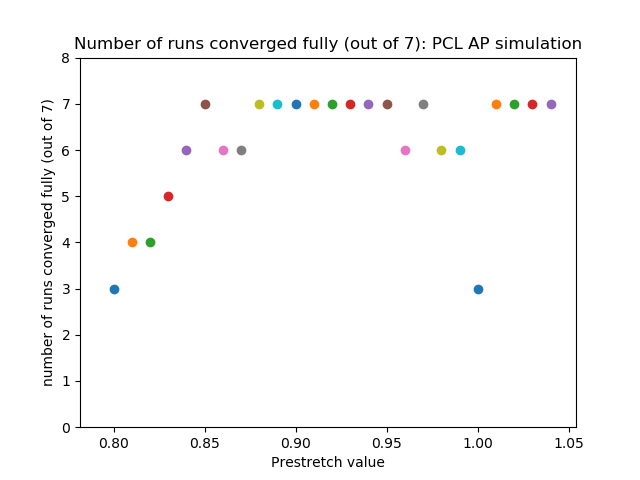 Number of runs converged fully (out of 7): PCL AP simulation
number of runs converged fully (out of 7)
8
7
6
5
4
3
2
1
0
0.80 0.85 0.90 0.95 1.00 1.05
Prestretch value